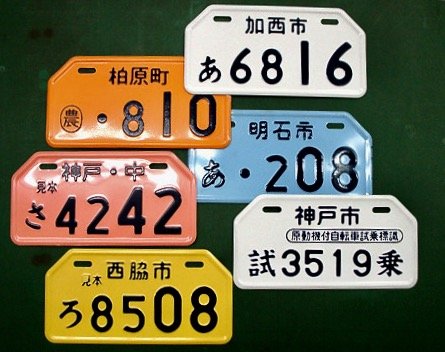 加西市
あ6816
柏原町
農 ・810
明石市
あ・208
神戸・中
見本
さ4242
神戸市
原動機付自転車試乗標識
試3519乗
西脇市
見本
ろ8508